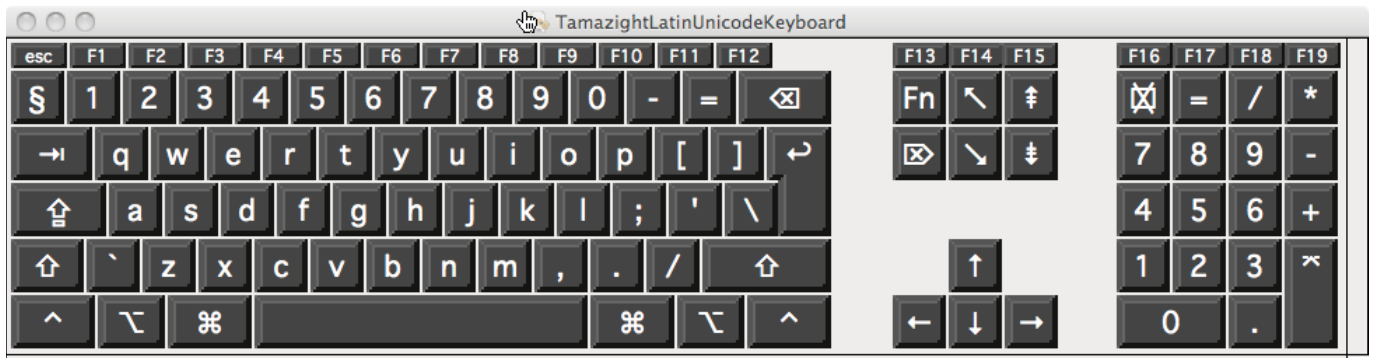 TamazightLatinUnicodeKeyboard
esc F1 F2 F3 F4 F5 F6 F7 F8 F9 F10 F11 F12 F13 F14 F15 F16 F17 F18 F19
§ 1 2 3 4 5 6 7 8 9 0 - = ⌫ Fn ↖ ⇞ ⌧ = / *
⇥ q w e r t y u i o p [ ] ↩ ⌦ ↘ ⇟ 7 8 9 -
⇪ a s d f g h j k l ; ' \ 4 5 6 +
⇧ ` z x c v b n m , . / ⇧ ↑ 1 2 3 ⌤
^ ⌥ ⌘ ⌘ ⌥ ^ ← ↓ → 0 .